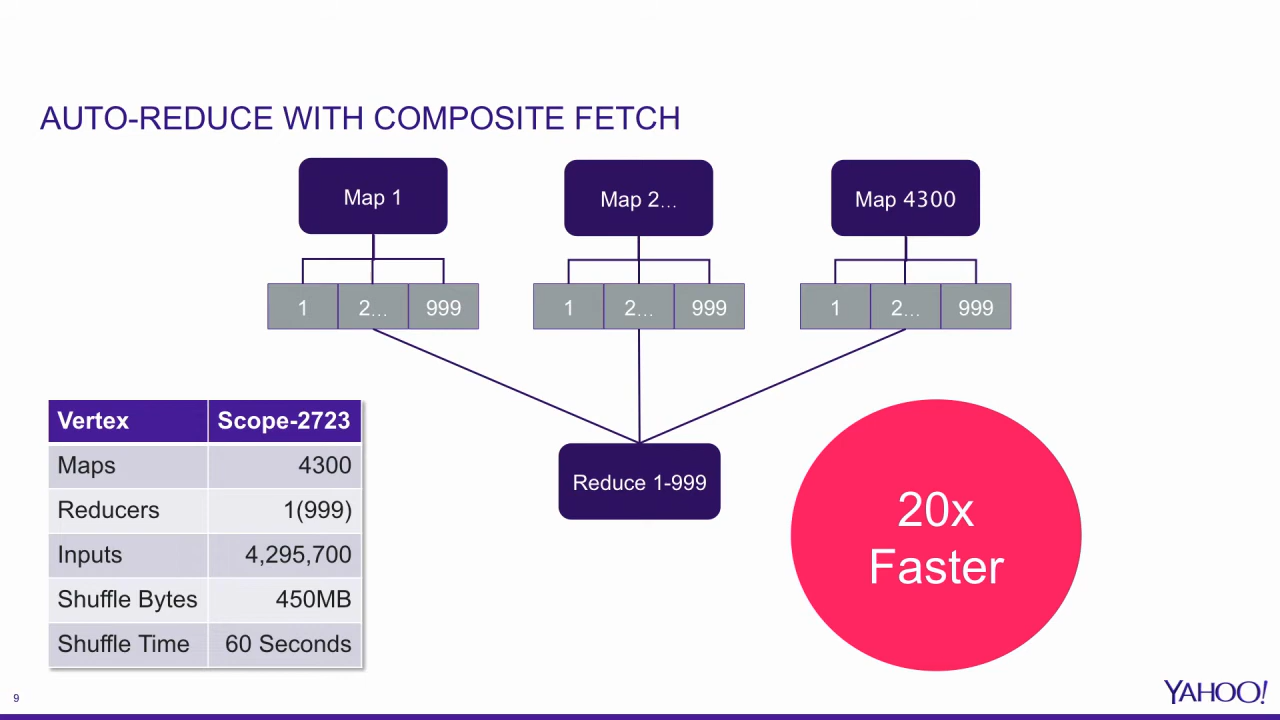 AUTO-REDUCE WITH COMPOSITE FETCH
Map 1
Map 2...
Map 4300
1 2... 999
1 2... 999
1 2... 999
Reduce 1-999
Vertex Scope-2723
Maps 4300
Reducers 1(999)
Inputs 4,295,700
Shuffle Bytes 450MB
Shuffle Time 60 Seconds
20x
Faster
9
YAHOO!